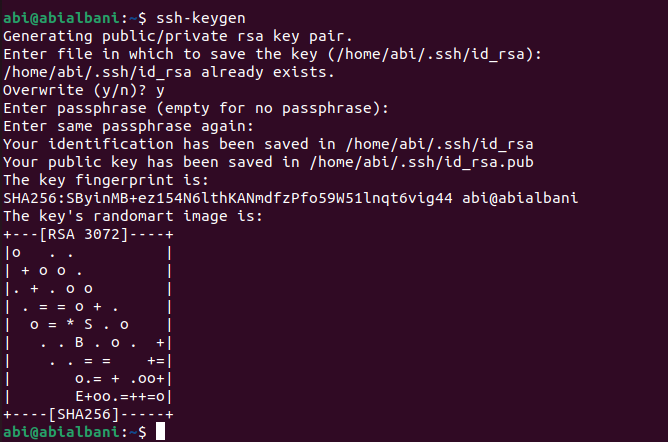 abi@abialbani:~$ ssh-keygen
Generating public/private rsa key pair.
Enter file in which to save the key (/home/abi/.ssh/id_rsa):
/home/abi/.ssh/id_rsa already exists.
Overwrite (y/n)? y
Enter passphrase (empty for no passphrase):
Enter same passphrase again:
Your identification has been saved in /home/abi/.ssh/id_rsa
Your public key has been saved in /home/abi/.ssh/id_rsa.pub
The key fingerprint is:
SHA256:SByinMB+ez154N6lthKANmdfzPfo59W51lnqt6vig44 abi@abialbani
The key's randomart image is:
+---[RSA 3072]----+
|o   . .          |
| + o o .         |
|. + . o o        |
| . = = o + .     |
|  o = * S . o    |
|   . . B . o .  +|
|    . . = =    +=|
|       o.= + .oo+|
|       E+oo.=++=o|
+----[SHA256]-----+
abi@abialbani:~$